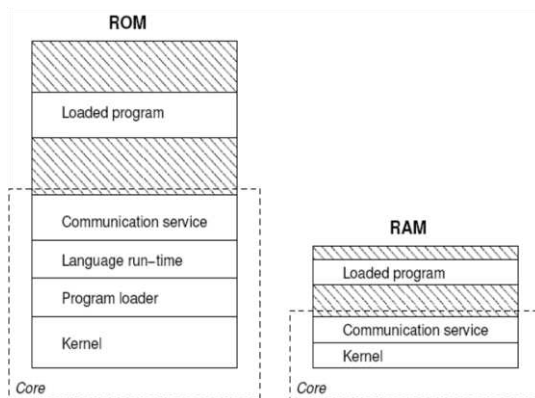 ROM
Loaded program
Communication service
Language run-time
Program loader
Kernel
Core
RAM
Loaded program
Communication service
Kernel
Core